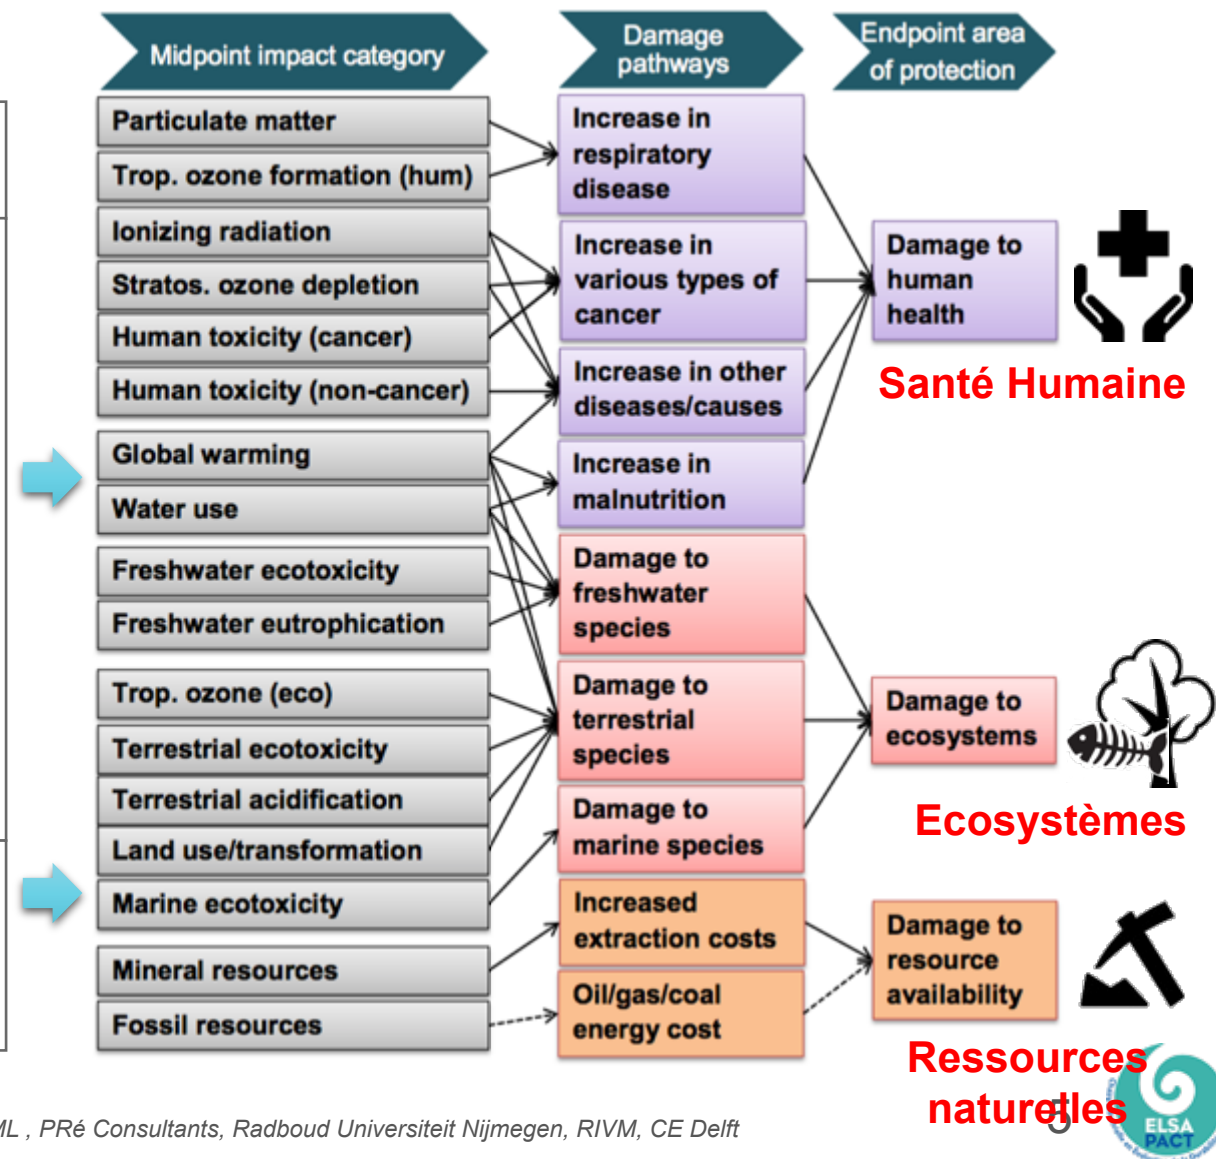 Midpoint impact category
Damage
pathways
Endpoint area
of protection
Particulate matter
Trop. ozone formation (hum)
Ionizing radiation
Stratos. ozone depletion
Human toxicity (cancer)
Human toxicity (non-cancer)
Global warming
Water use
Freshwater ecotoxicity
Freshwater eutrophication
Trop. ozone (eco)
Terrestrial ecotoxicity
Terrestrial acidification
Land use/transformation
Marine ecotoxicity
Mineral resources
Fossil resources
Increase in
respiratory
disease
Increase in
various types of
cancer
Increase in other
diseases/causes
Increase in
malnutrition
Damage to
freshwater
species
Damage to
terrestrial
species
Damage to
marine species
Increased
extraction costs
Oil/gas/coal
energy cost
Damage to
human
health
Santé Humaine
Damage to
ecosystems
Ecosystèmes
Damage to
resource
availability
Ressources
naturelles
ML , PRé Consultants, Radboud Universiteit Nijmegen, RIVM, CE Delft
5
ELSA
PACT